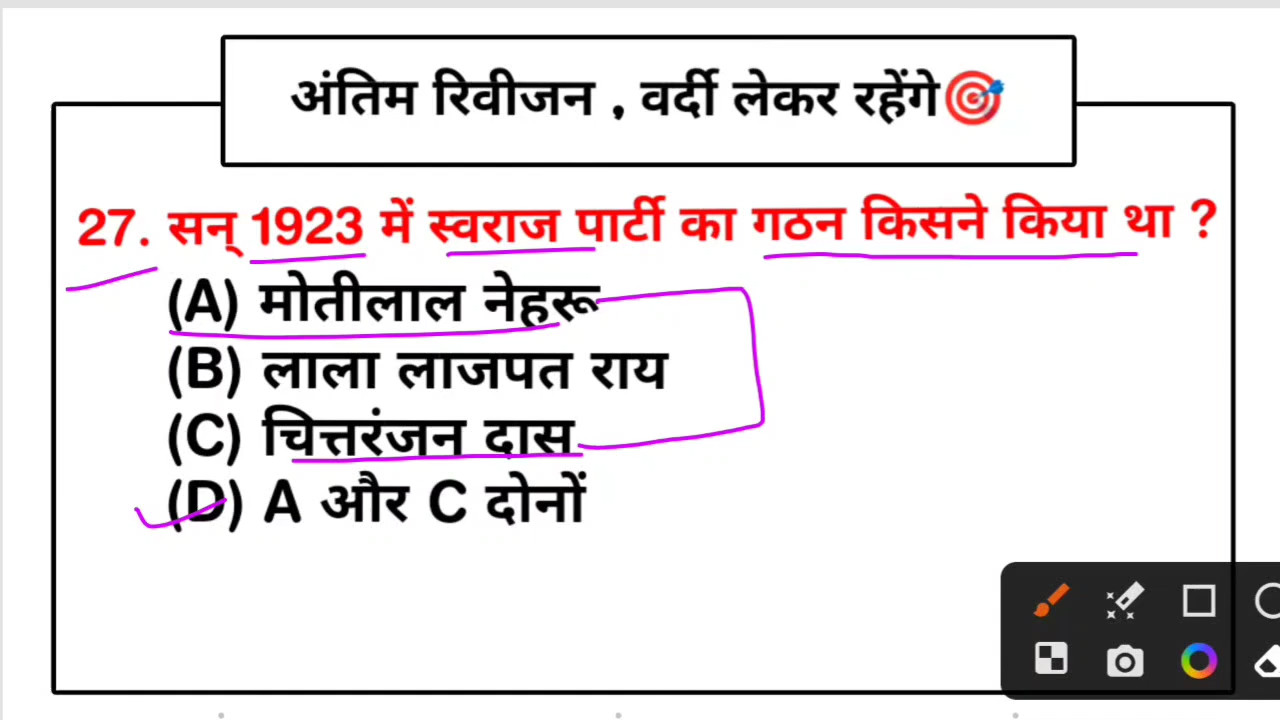 अंतिम रिवीजन , वर्दी लेकर रहेंगे🎯
27. सन् 1923 में स्वराज पार्टी का गठन किसने किया था ?
(A) मोतीलाल नेहरू
(B) लाला लाजपत राय
(C) चित्तरंजन दास
(D) A और C दोनों